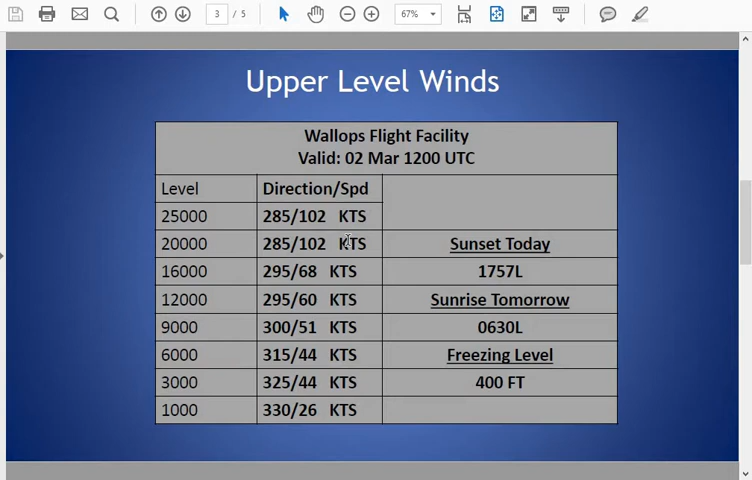 3 / 5
67%
Upper Level Winds
Wallops Flight Facility
Valid: 02 Mar 1200 UTC
Level Direction/Spd
25000 285/102 KTS
20000 285/102 KTS Sunset Today
16000 295/68 KTS 1757L
12000 295/60 KTS Sunrise Tomorrow
9000 300/51 KTS 0630L
6000 315/44 KTS Freezing Level
3000 325/44 KTS 400 FT
1000 330/26 KTS